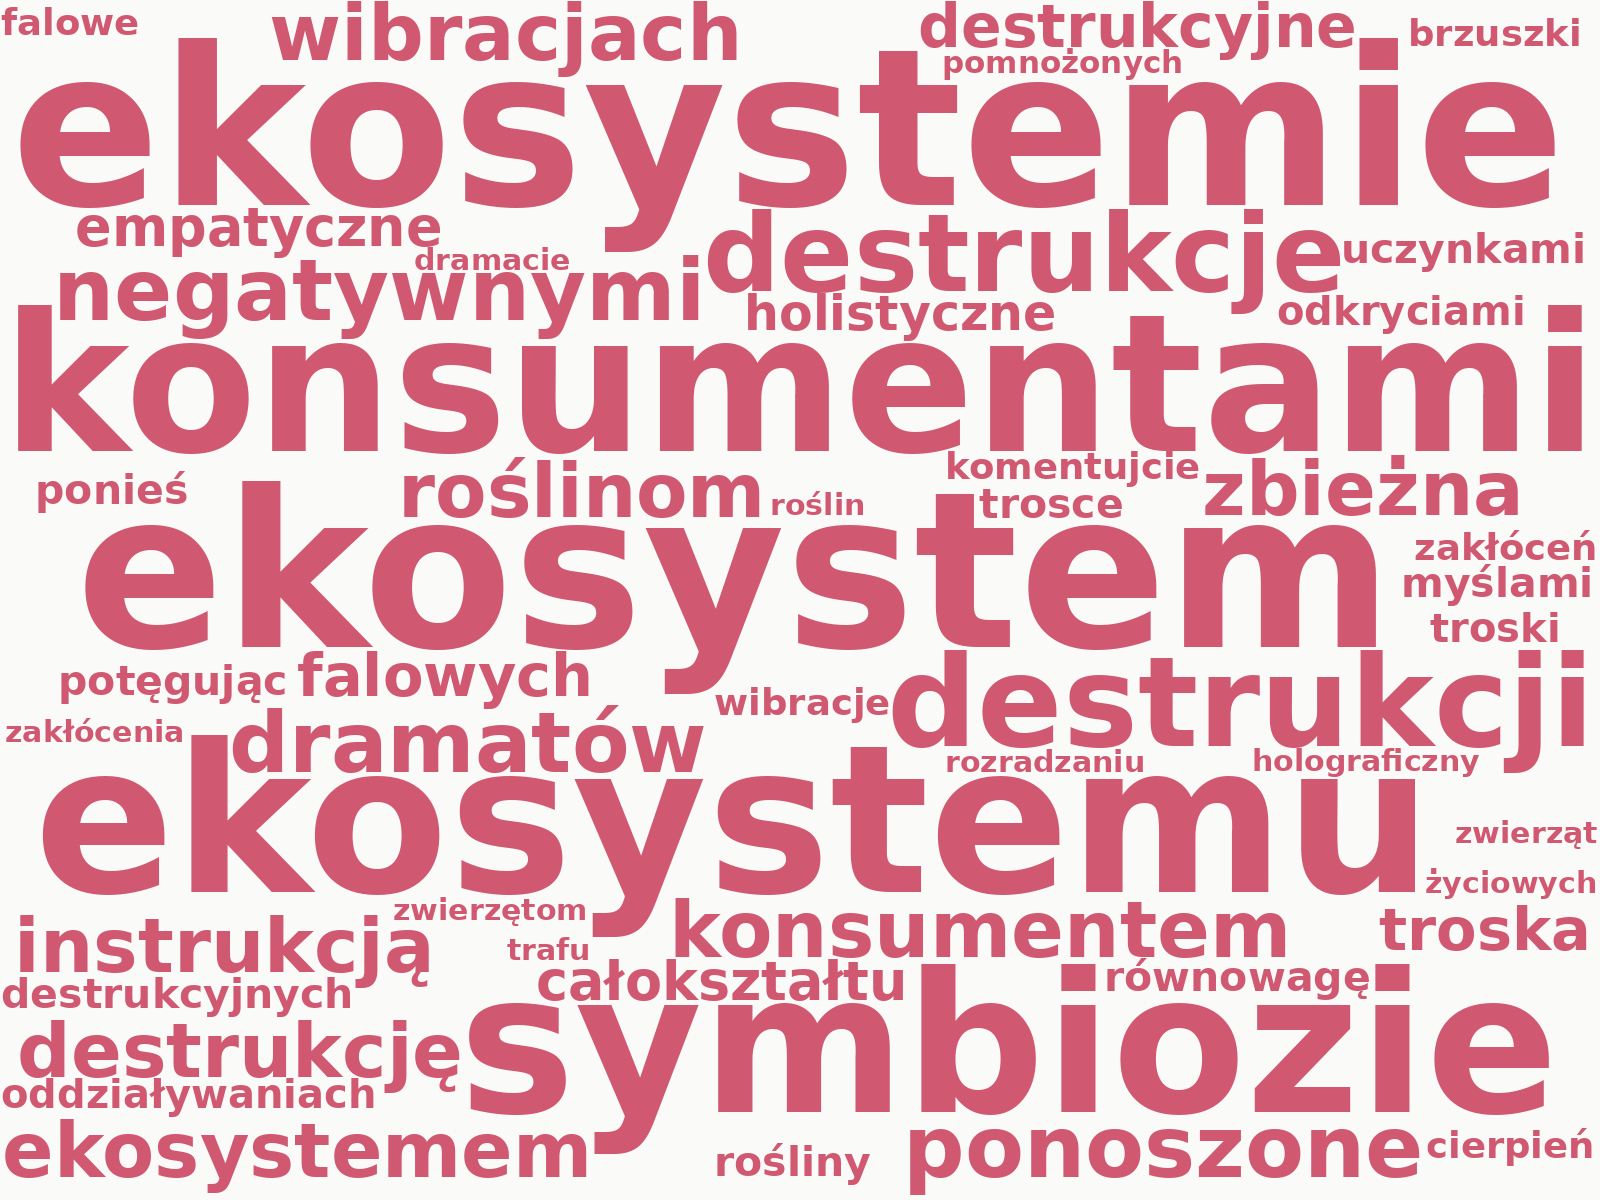 falowe
wibracjach
destrukcyjne
brzuszki
pomnożonych
ekosystemie
empatyczne
destrukcje
uczynkami
dramacie
negatywnymi
holistyczne
odkryciami
konsumentami
ponieś
roślinom
roślin
komentujcie
trosce
zbieżna
ekosystem
zakłóceń
myślami
troski
potęgując
falowych
wibracje
destrukcji
zakłócenia
dramatów
rozradzaniu
holograficzny
ekosystemu
zwierząt
życiowych
zwierzętom
instrukcją
trafu
konsumentem
troska
całokształtu
równowagę
destrukcyjnych
symbiozie
destrukcję
oddziaływaniach
ekosystemem
rośliny
ponoszone
cierpień